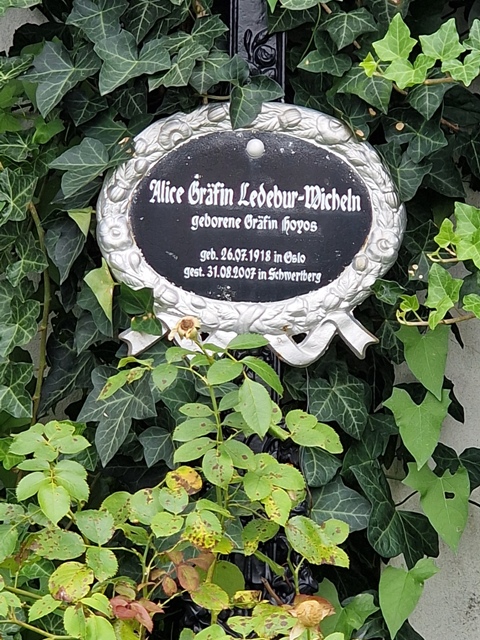 Alice Gräfin Ledebur-Wicheln
geborene Gräfin Hoyos
geb. 26.07.1918 in Oslo
gest. 31.08.2007 in Schwertberg